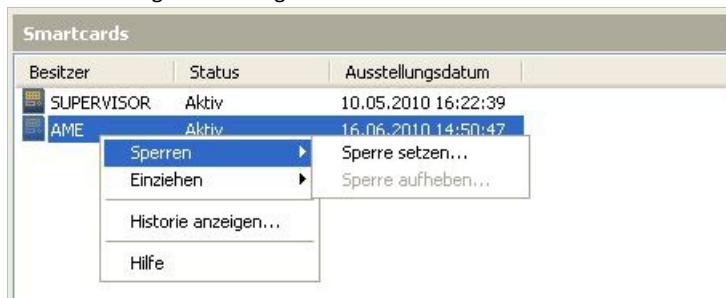 Smartcards
Besitzer Status Ausstellungsdatum
SUPERVISOR Aktiv 10.05.2010 16:22:39
AME Aktiv 16.06.2010 14:50:47
Sperren Sperre setzen...
Einziehen Sperre aufheben...
Historie anzeigen...
Hilfe